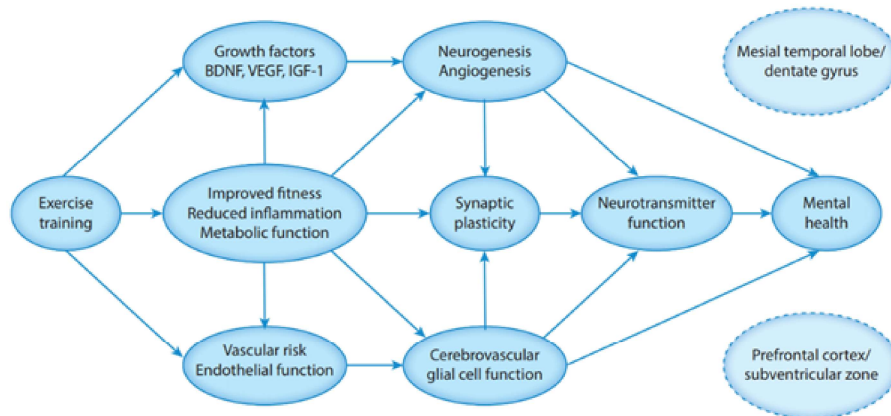 Growth factors
BDNF, VEGF, IGF-1
Neurogenesis
Angiogenesis
Mesial temporal lobe/
dentate gyrus
Exercise
training
Improved fitness
Reduced inflammation
Metabolic function
Synaptic
plasticity
Neurotransmitter
function
Mental
health
Vascular risk
Endothelial function
Cerebrovascular
glial cell function
Prefrontal cortex/
subventricular zone